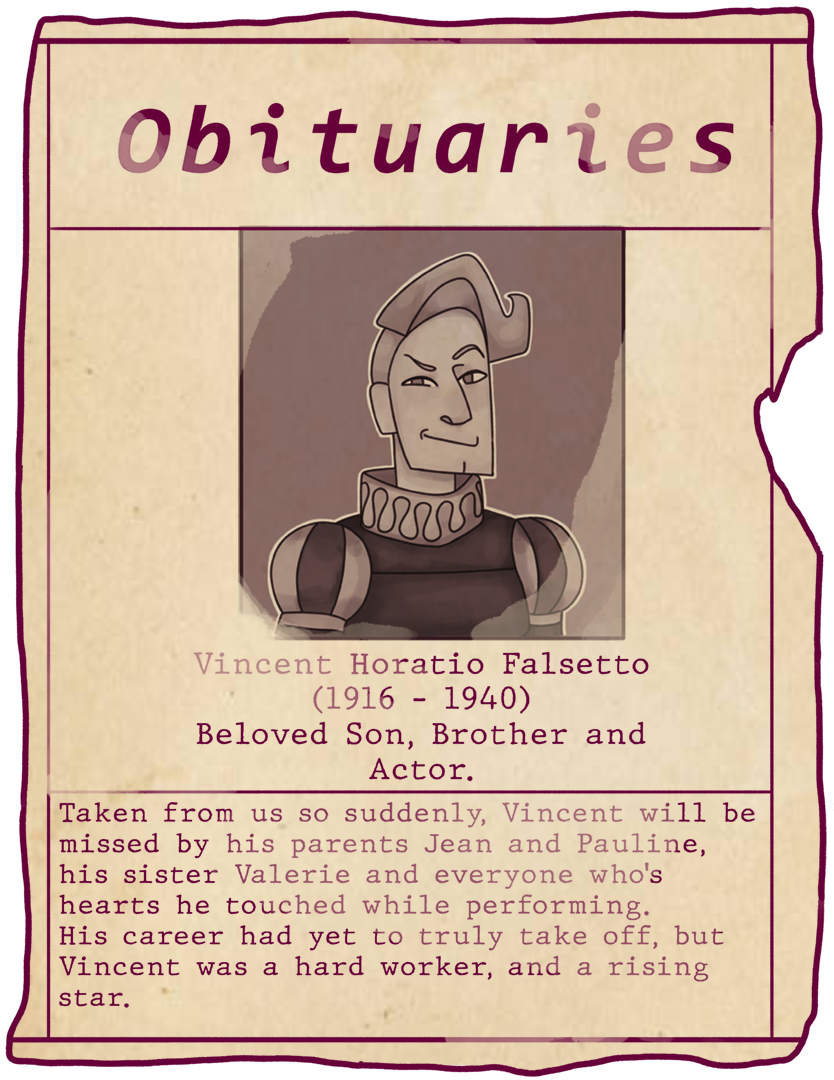 Obituaries
Vincent Horatio Falsetto
(1916 - 1940)
Beloved Son, Brother and
Actor.
Taken from us so suddenly, Vincent will be
missed by his parents Jean and Pauline,
his sister Valerie and everyone who's
hearts he touched while performing.
His career had yet to truly take off, but
Vincent was a hard worker, and a rising
star.